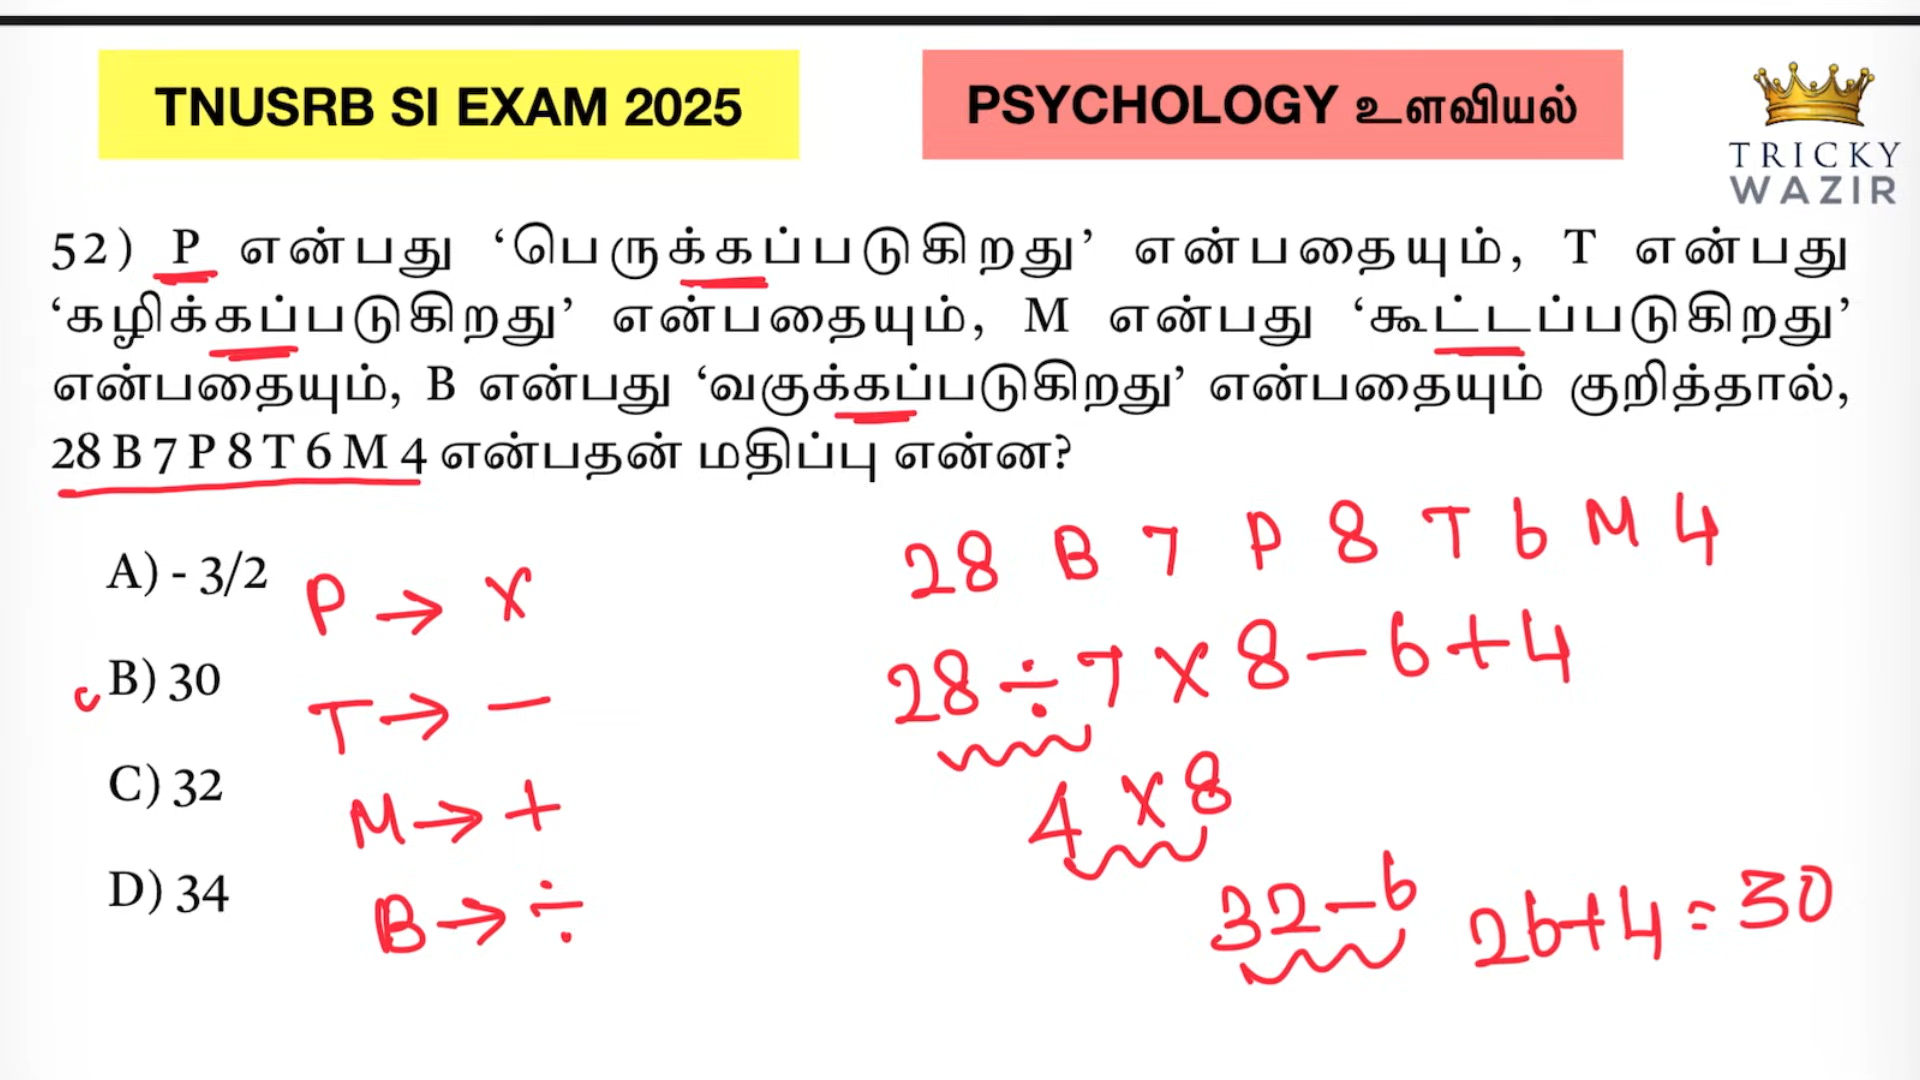 TNUSRB SI EXAM 2025
PSYCHOLOGY உளவியல்
TRICKY
WAZIR
52) P என்பது ‘பெருக்கப்படுகிறது’ என்பதையும், T என்பது
‘கழிக்கப்படுகிறது’ என்பதையும், M என்பது ‘கூட்டப்படுகிறது’
என்பதையும், B என்பது ‘வகுக்கப்படுகிறது’ என்பதையும் குறித்தால்,
28 B 7 P 8 T 6 M 4 என்பதன் மதிப்பு என்ன?
A) - 3/2
B) 30
C) 32
D) 34
P → ×
T → −
M → +
B → ÷
28 B 7 P 8 T 6 M 4
28 ÷ 7 × 8 − 6 + 4
4 × 8
32 − 6
26 + 4 = 30